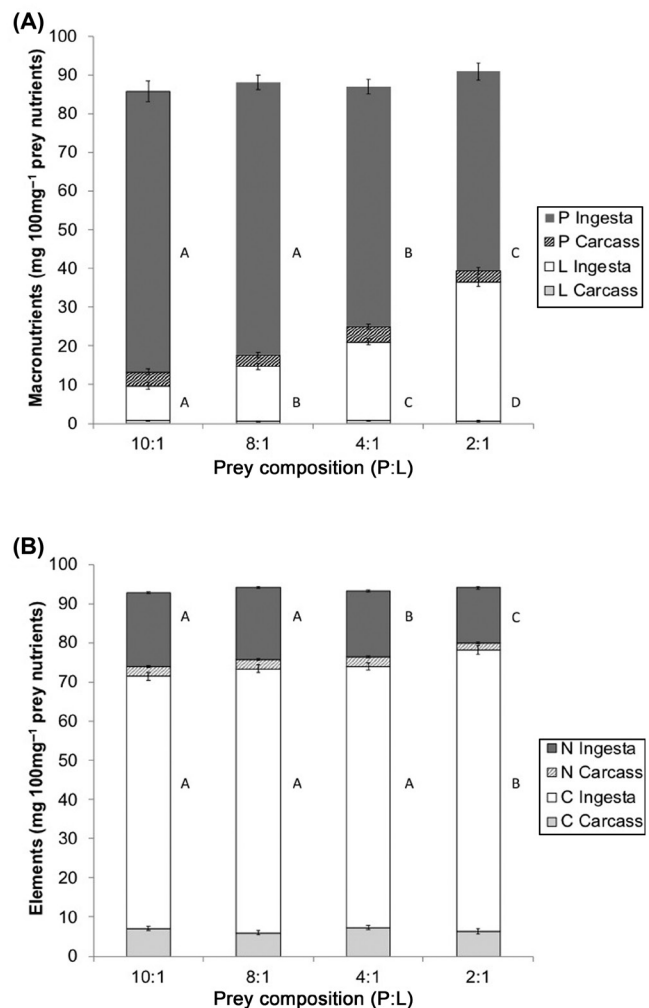 (A)
Macronutrients (mg 100mg⁻¹ prey nutrients)
100
90
80
70
60
50
40
30
20
10
0
A
A
B
C
A
B
C
D
10:1
8:1
4:1
2:1
Prey composition (P:L)
P Ingesta
P Carcass
L Ingesta
L Carcass
(B)
Elements (mg 100mg⁻¹ prey nutrients)
100
90
80
70
60
50
40
30
20
10
0
A
A
B
C
A
A
A
B
10:1
8:1
4:1
2:1
Prey composition (P:L)
N Ingesta
N Carcass
C Ingesta
C Carcass